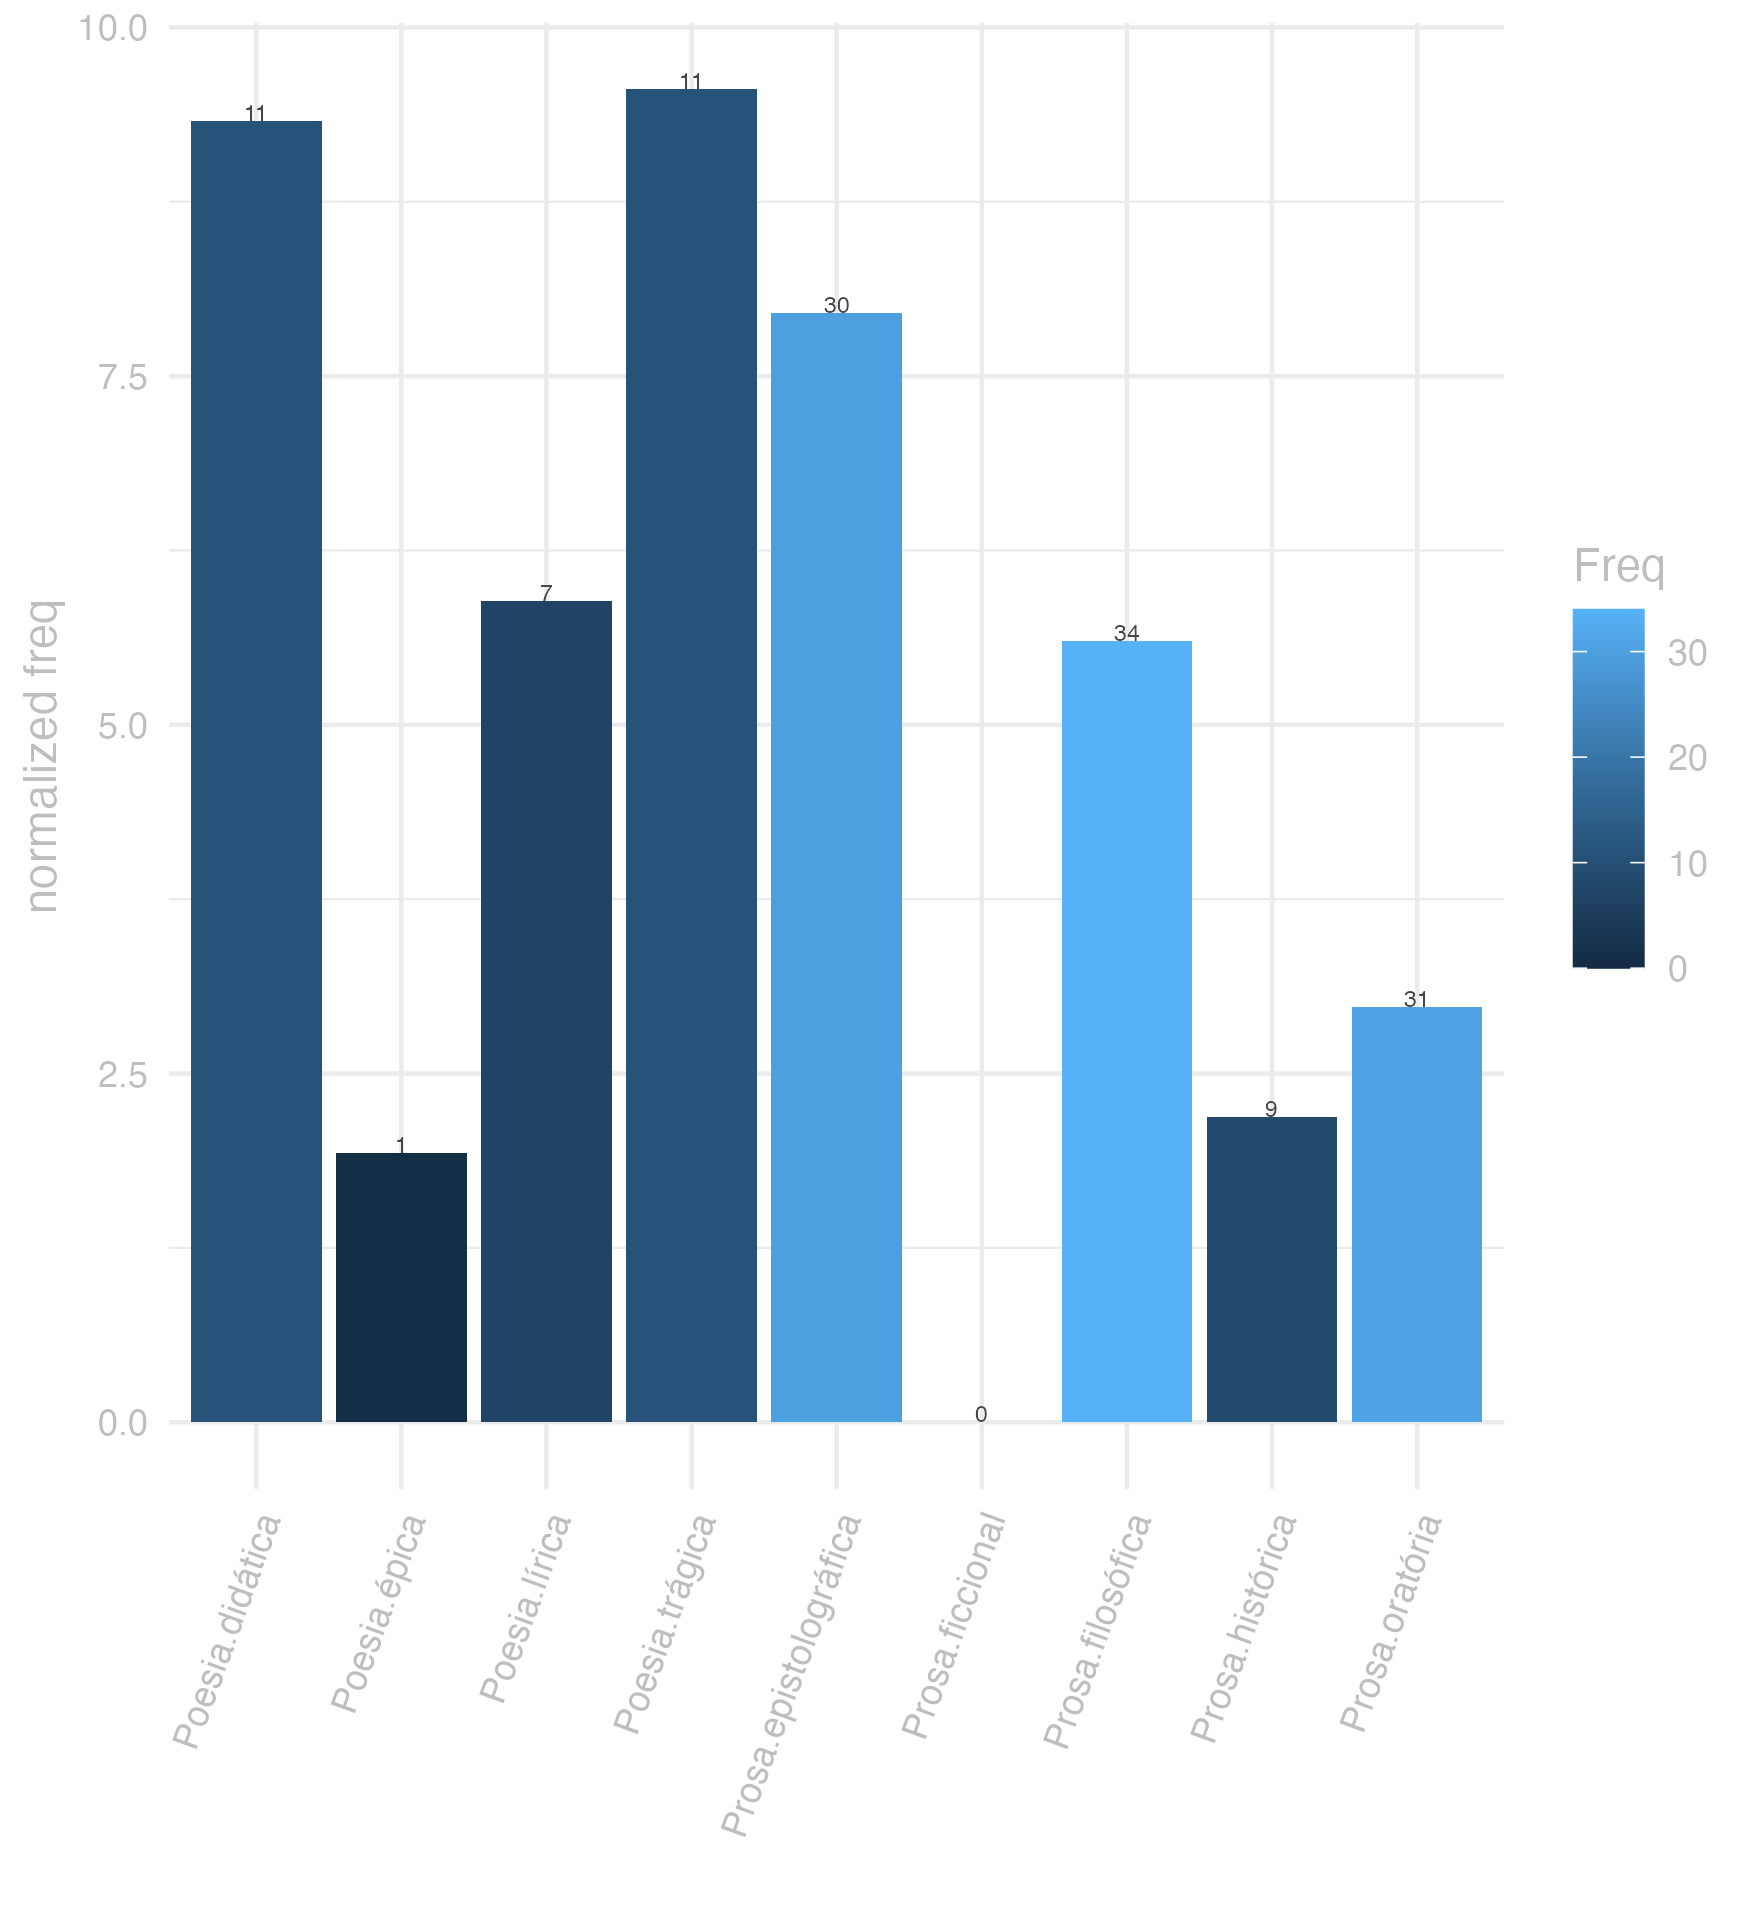 10.0
7.5
5.0
2.5
0.0
normalized freq
11
1
7
11
30
0
34
9
31
Poesia.didática
Poesia.épica
Poesia.lírica
Poesia.trágica
Prosa.epistolográfica
Prosa.ficcional
Prosa.filosófica
Prosa.histórica
Prosa.oratória
Freq
30
20
10
0